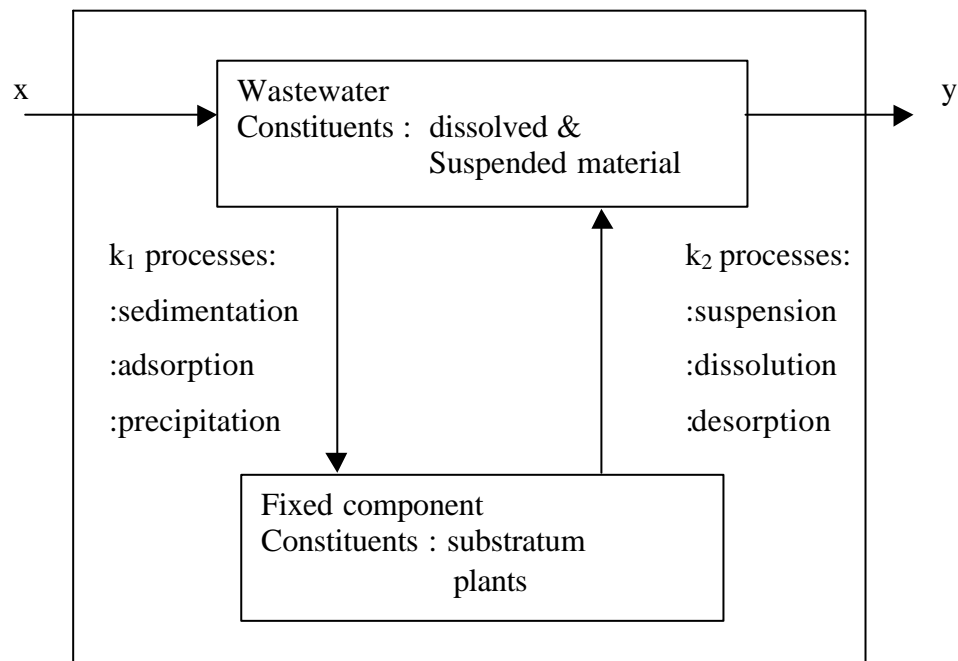 x
y
Wastewater
Constituents : dissolved &
Suspended material
k₁ processes:
:sedimentation
:adsorption
:precipitation
k₂ processes:
:suspension
:dissolution
:desorption
Fixed component
Constituents : substratum
plants